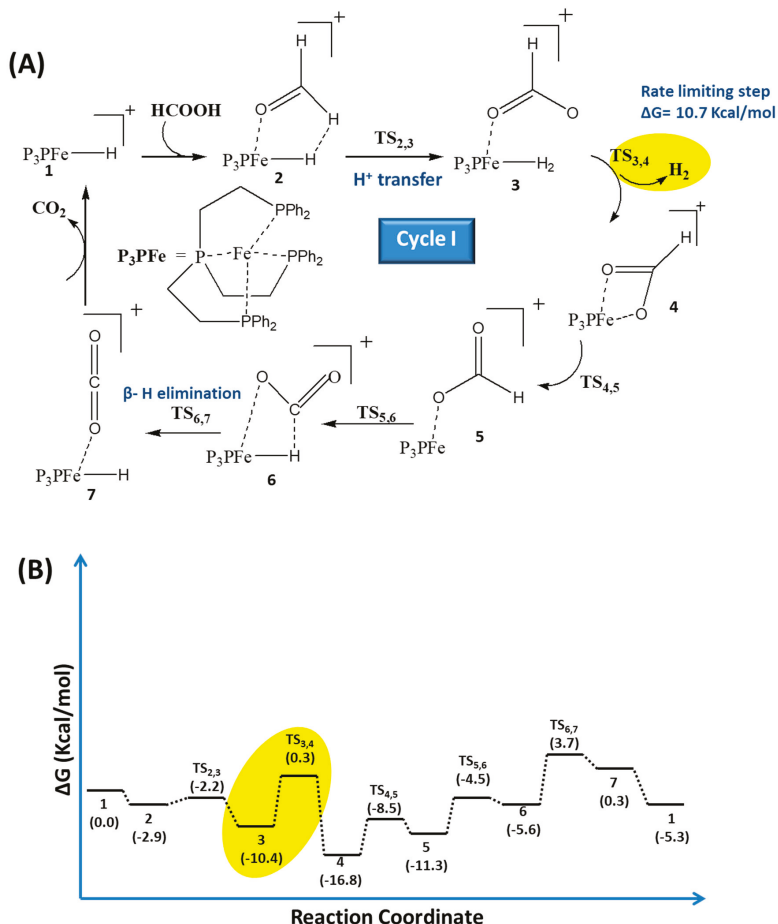 (A)
HCOOH
P₃PFe
H
+
1
H
O
H
P₃PFe
H
+
2
TS₂,₃
H⁺ transfer
H
O
O
P₃PFe
H₂
+
3
Rate limiting step
ΔG= 10.7 Kcal/mol
TS₃,₄
H₂
CO₂
P₃PFe =
P
Fe
PPh₂
PPh₂
PPh₂
Cycle I
H
O
O
P₃PFe
+
4
TS₄,₅
O
O
H
P₃PFe
+
5
TS₅,₆
O
O
C
P₃PFe
H
+
6
β- H elimination
TS₆,₇
O
C
O
P₃PFe
H
+
7
(B)
ΔG (Kcal/mol)
1
(0.0)
2
(-2.9)
TS₂,₃
(-2.2)
3
(-10.4)
TS₃,₄
(0.3)
4
(-16.8)
TS₄,₅
(-8.5)
5
(-11.3)
TS₅,₆
(-4.5)
6
(-5.6)
TS₆,₇
(3.7)
7
(0.3)
1
(-5.3)
Reaction Coordinate